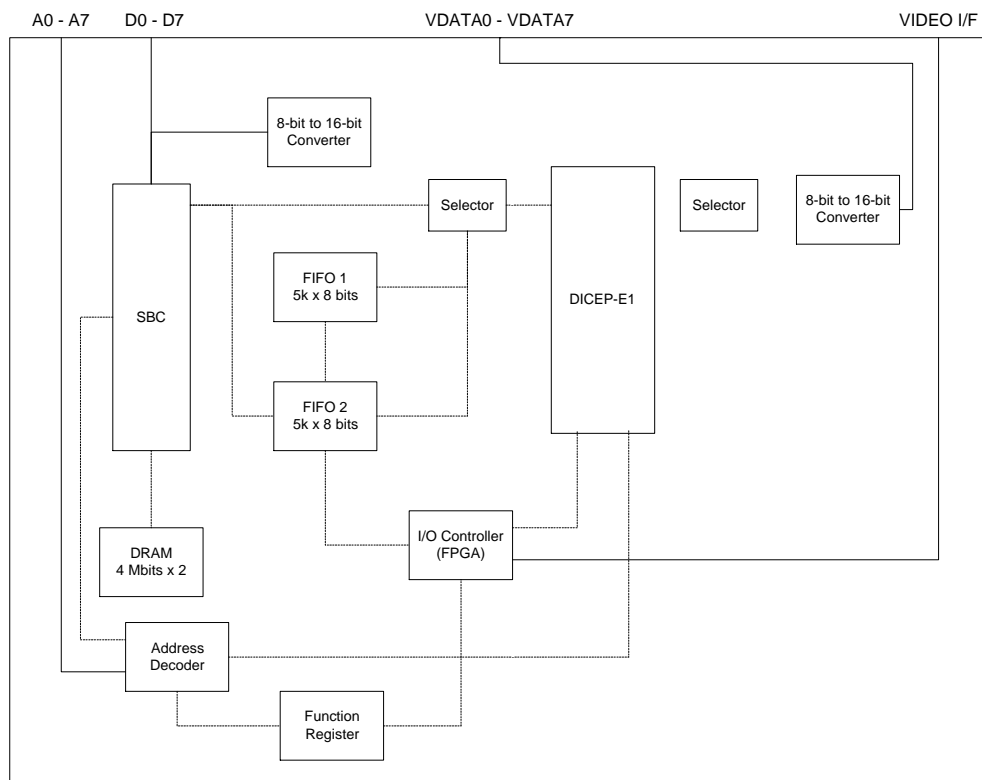 A0 - A7
D0 - D7
VDATA0 - VDATA7
VIDEO I/F
8-bit to 16-bit
Converter
Selector
Selector
8-bit to 16-bit
Converter
SBC
FIFO 1
5k x 8 bits
DICEP-E1
FIFO 2
5k x 8 bits
I/O Controller
(FPGA)
DRAM
4 Mbits x 2
Address
Decoder
Function
Register